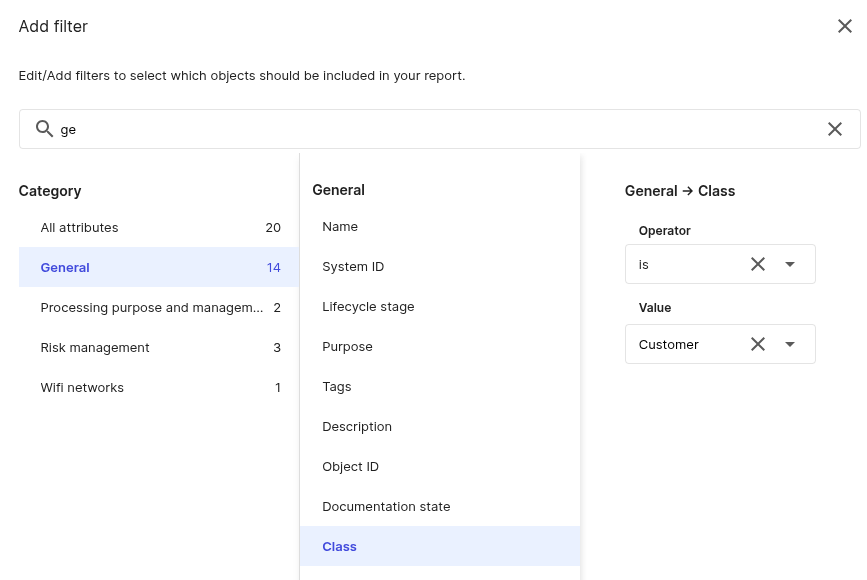 Add filter
Edit/Add filters to select which objects should be included in your report.
ge
Category
All attributes 20
General 14
Processing purpose and managem... 2
Risk management 3
Wifi networks 1
General
Name
System ID
Lifecycle stage
Purpose
Tags
Description
Object ID
Documentation state
Class
General → Class
Operator
is
Value
Customer